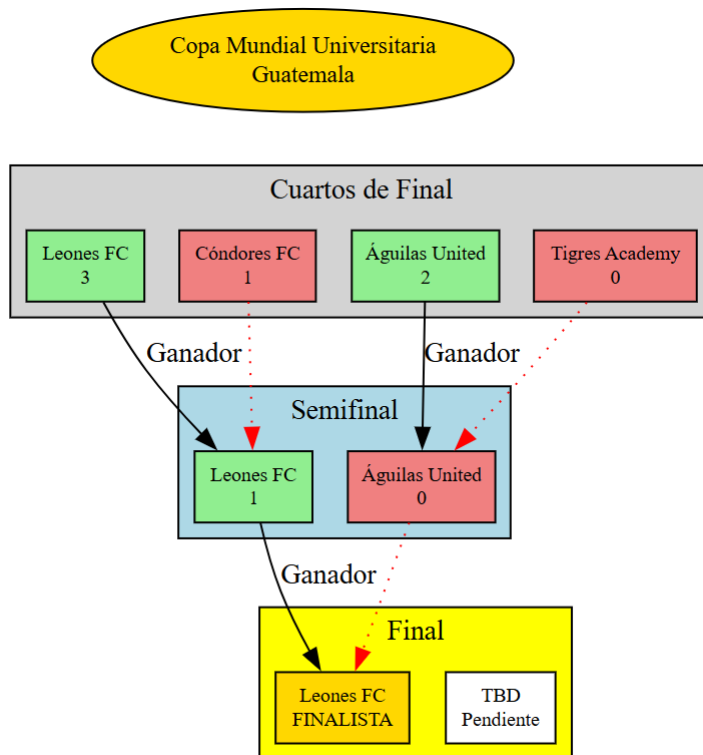 Copa Mundial Universitaria
Guatemala
Cuartos de Final
Leones FC
3
Cóndores FC
1
Águilas United
2
Tigres Academy
0
Ganador
Ganador
Semifinal
Leones FC
1
Águilas United
0
Ganador
Final
Leones FC
FINALISTA
TBD
Pendiente